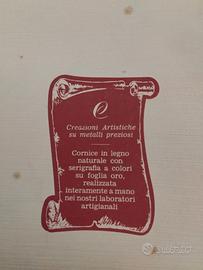 e
Creazioni Artistiche
su metalli preziosi
Cornice in legno
naturale con
serigrafia a colori
su foglia oro,
realizzata
interamente a mano
nei nostri laboratori
artigianali
SUBITO